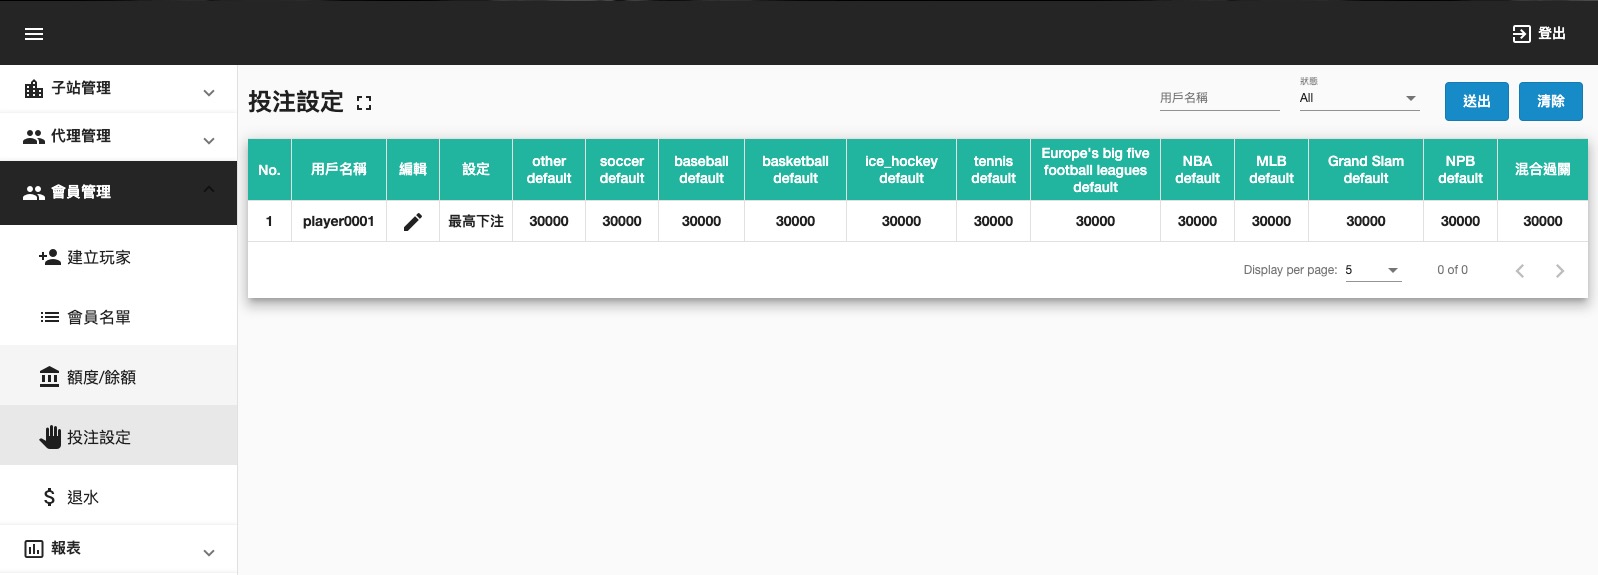 登出
子站管理
代理管理
會員管理
建立玩家
會員名單
額度/餘額
投注設定
退水
報表
投注設定
用戶名稱
狀態
All
送出
清除
No. 用戶名稱 編輯 設定 other default soccer default baseball default basketball default ice_hockey default tennis default Europe's big five football leagues default NBA default MLB default Grand Slam default NPB default 混合過關
1 player0001 最高下注 30000 30000 30000 30000 30000 30000 30000 30000 30000 30000 30000 30000
Display per page: 5 0 of 0